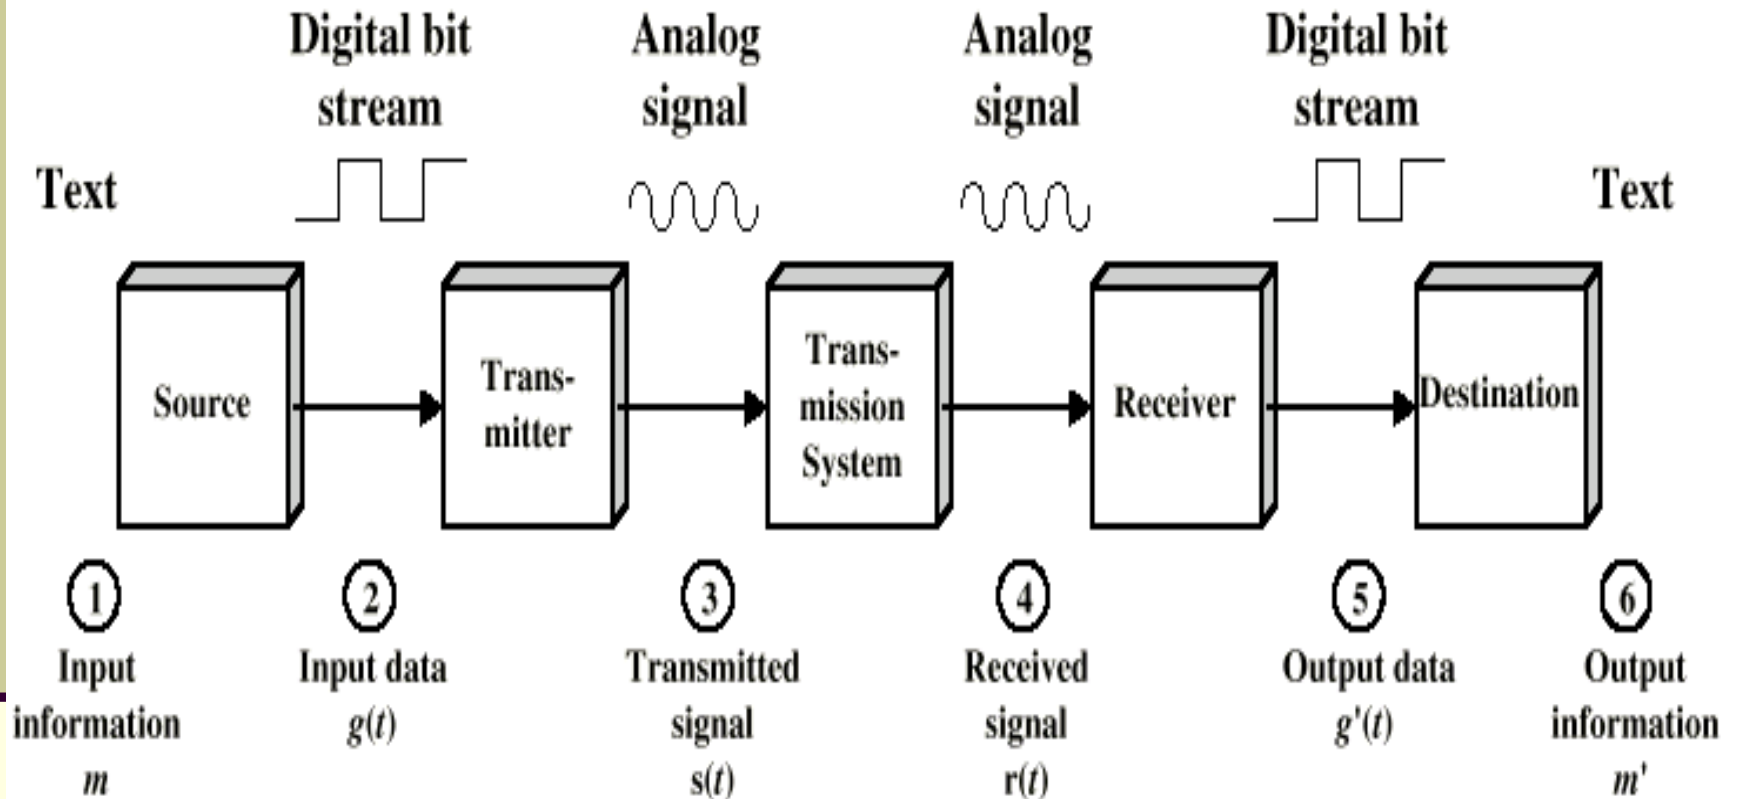 Digital bit
stream
Analog
signal
Analog
signal
Digital bit
stream
Text
Text
Source
Trans-
mitter
Trans-
mission
System
Receiver
Destination
1
Input
information
m
2
Input data
g(t)
3
Transmitted
signal
s(t)
4
Received
signal
r(t)
5
Output data
g'(t)
6
Output
information
m'